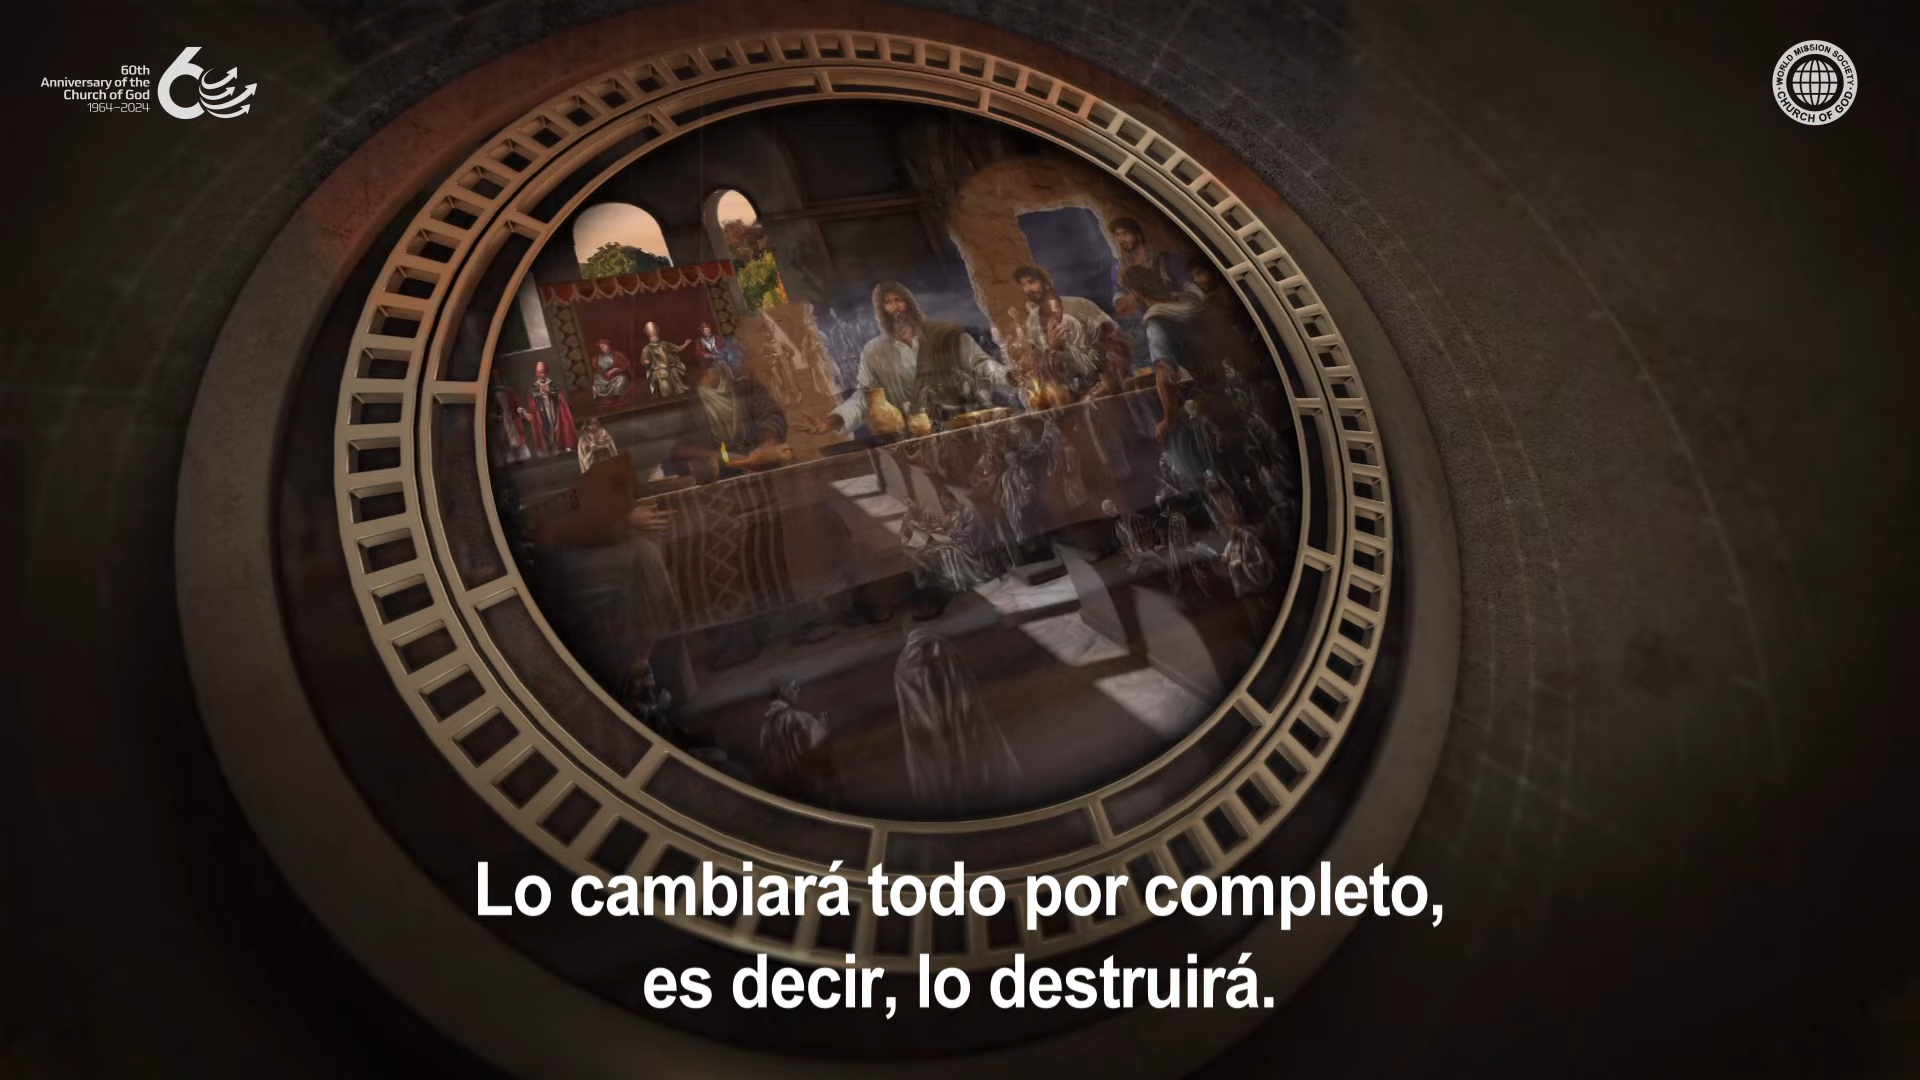 60th
Anniversary of the
Church of God
1964–2024
WORLD MISSION SOCIETY
CHURCH OF GOD
Lo cambiará todo por completo,
es decir, lo destruirá.